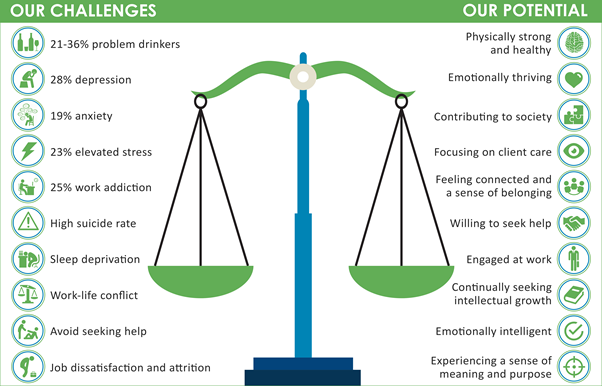 OUR CHALLENGES
21-36% problem drinkers
28% depression
19% anxiety
23% elevated stress
25% work addiction
High suicide rate
Sleep deprivation
Work-life conflict
Avoid seeking help
Job dissatisfaction and attrition
OUR POTENTIAL
Physically strong
and healthy
Emotionally thriving
Contributing to society
Focusing on client care
Feeling connected and
a sense of belonging
Willing to seek help
Engaged at work
Continually seeking
intellectual growth
Emotionally intelligent
Experiencing a sense of
meaning and purpose